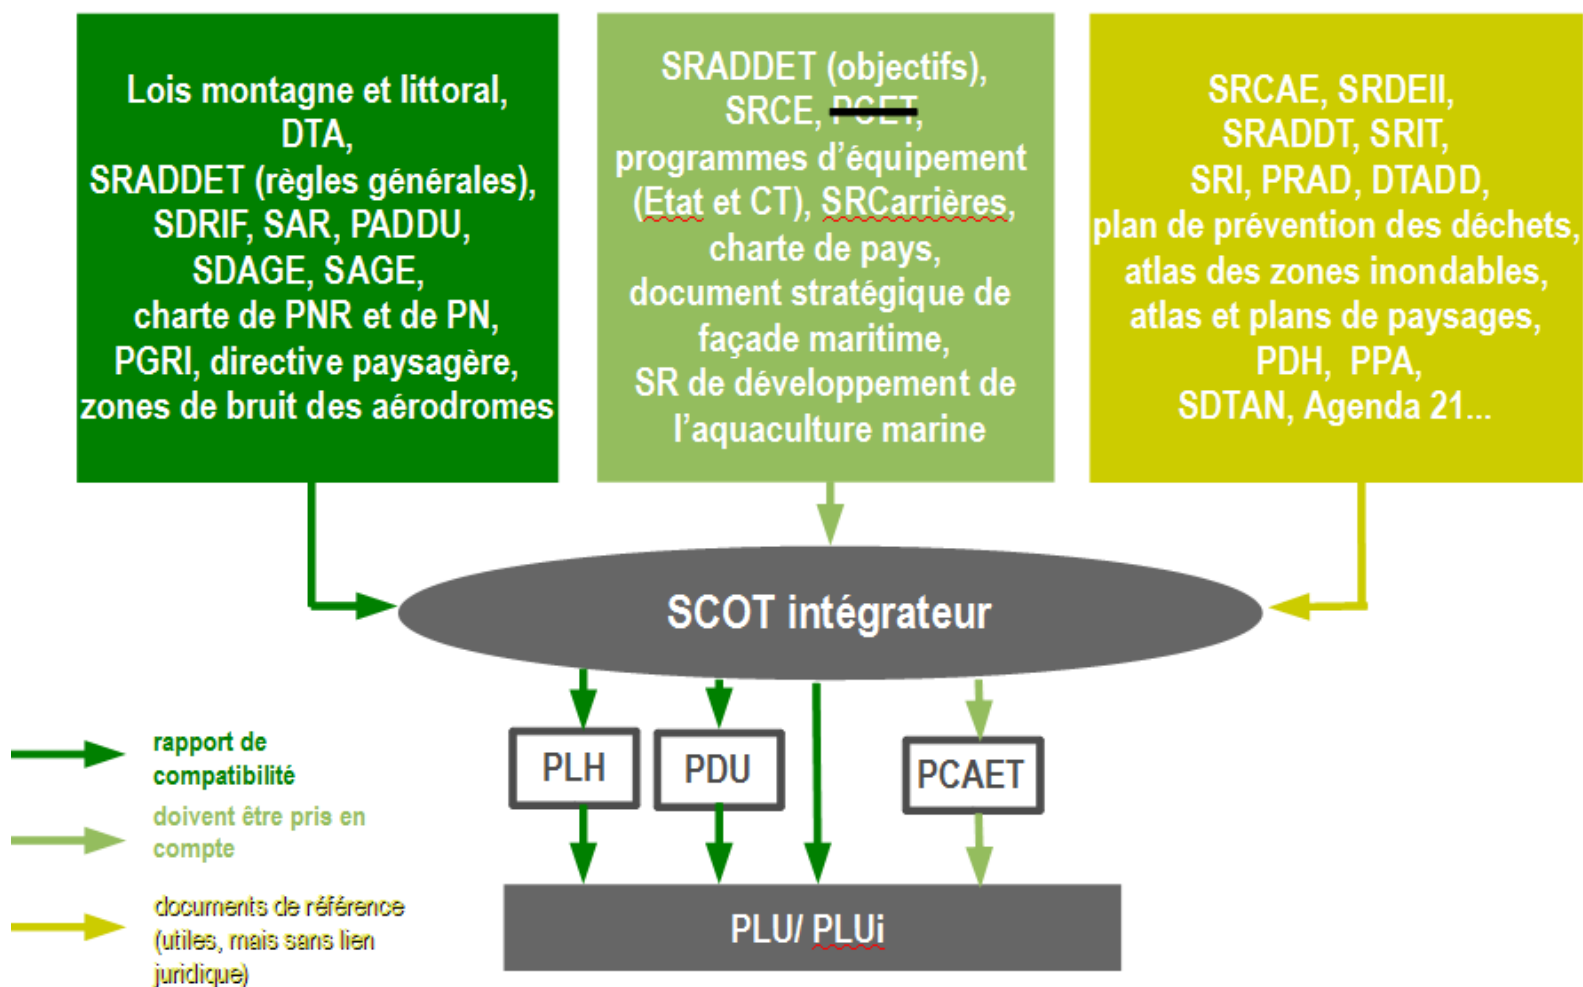 Lois montagne et littoral,
DTA,
SRADDET (règles générales),
SDRIF, SAR, PADDU,
SDAGE, SAGE,
charte de PNR et de PN,
PGRI, directive paysagère,
zones de bruit des aérodromes
SRADDET (objectifs),
SRCE, PCET,
programmes d'équipement
(Etat et CT), SRCarrières,
charte de pays,
document stratégique de
façade maritime,
SR de développement de
l'aquaculture marine
SRCAE, SRDEII,
SRADDT, SRIT,
SRI, PRAD, DTADD,
plan de prévention des déchets,
atlas des zones inondables,
atlas et plans de paysages,
PDH, PPA,
SDTAN, Agenda 21...
SCOT intégrateur
PLH
PDU
PCAET
PLU/ PLUi
rapport de
compatibilité
doivent être pris en
compte
documents de référence
(utiles, mais sans lien
juridique)